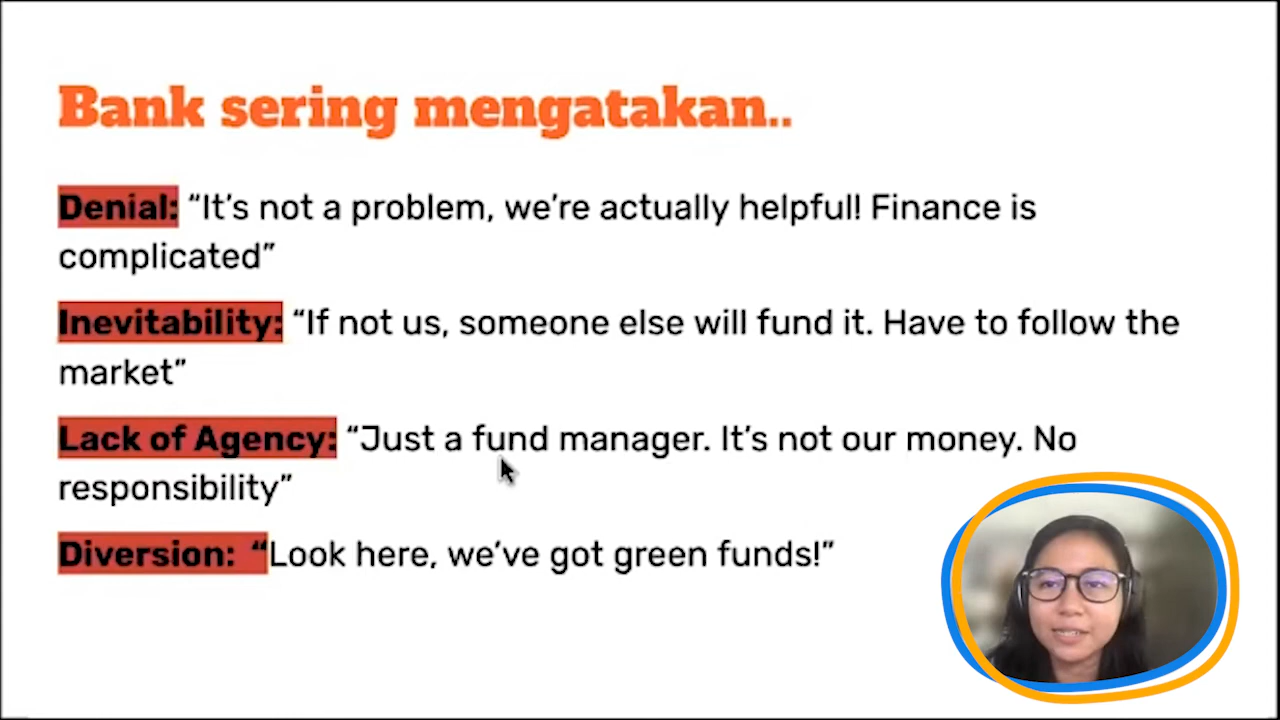 Bank sering mengatakan..
Denial: “It’s not a problem, we’re actually helpful! Finance is
complicated”
Inevitability: “If not us, someone else will fund it. Have to follow the
market”
Lack of Agency: “Just a fund manager. It’s not our money. No
responsibility”
Diversion: “Look here, we’ve got green funds!”